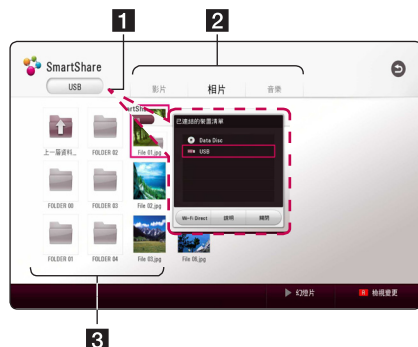 1
2
SmartShare
USB
影片
相片
音樂
rtSh
已連結的裝置清單
Data Disc
USB
Wi-Fi Direct
說明
關閉
上一層資料_
FOLDER 02
File 01.jpg
FOLDER 00
FOLDER 03
File 02.jpg
FOLDER 01
FOLDER 04
File 03.jpg
File 06.jpg
幻燈片
R 檢視變更
3